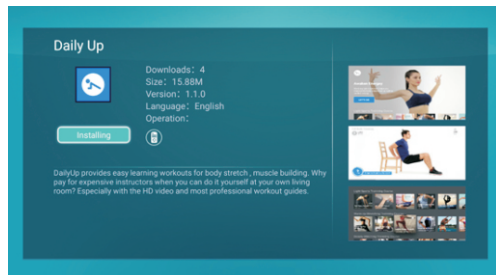 Daily Up
Downloads: 4
Size: 15.88M
Version: 1.1.0
Language: English
Operation:
Installing
DailyUp provides easy learning workouts for body stretch , muscle building. Why
pay for expensive instructors when you can do it yourself at your own living
room? Especially with the HD video and most professional workout guides.